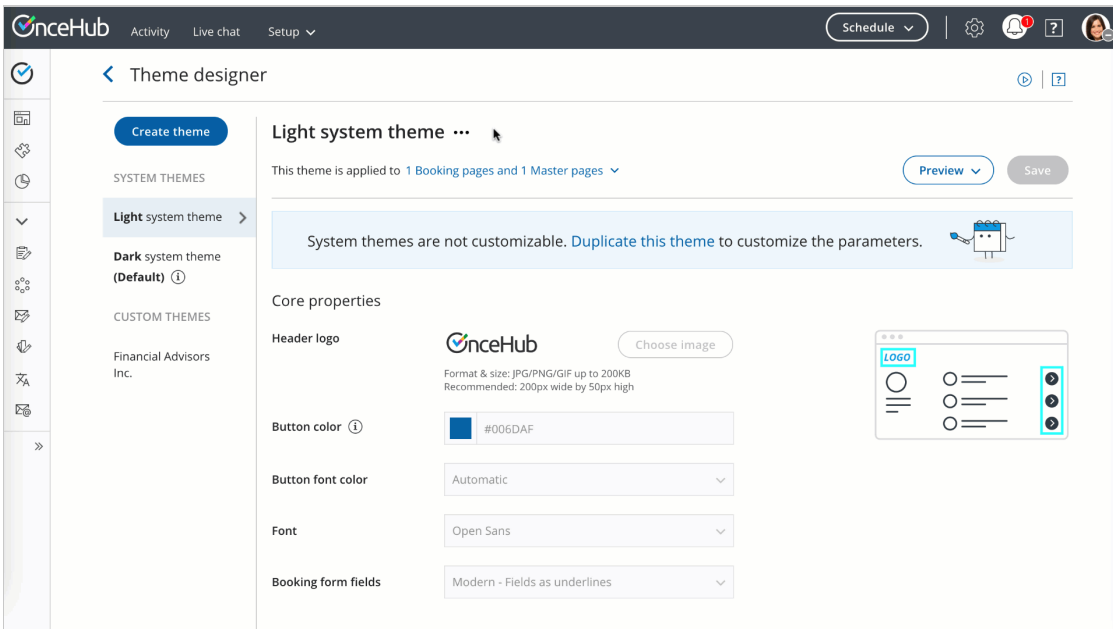 OnceHub Activity Live chat Setup Schedule 1 ?
Theme designer ?
Create theme
Light system theme ...
This theme is applied to 1 Booking pages and 1 Master pages Preview Save
SYSTEM THEMES
Light system theme
Dark system theme
(Default) i
CUSTOM THEMES
Financial Advisors
Inc.
System themes are not customizable. Duplicate this theme to customize the parameters.
Core properties
Header logo OnceHub Choose image
Format & size: JPG/PNG/GIF up to 200KB
Recommended: 200px wide by 50px high
LOGO
Button color i #006DAF
Button font color Automatic
Font Open Sans
Booking form fields Modern - Fields as underlines